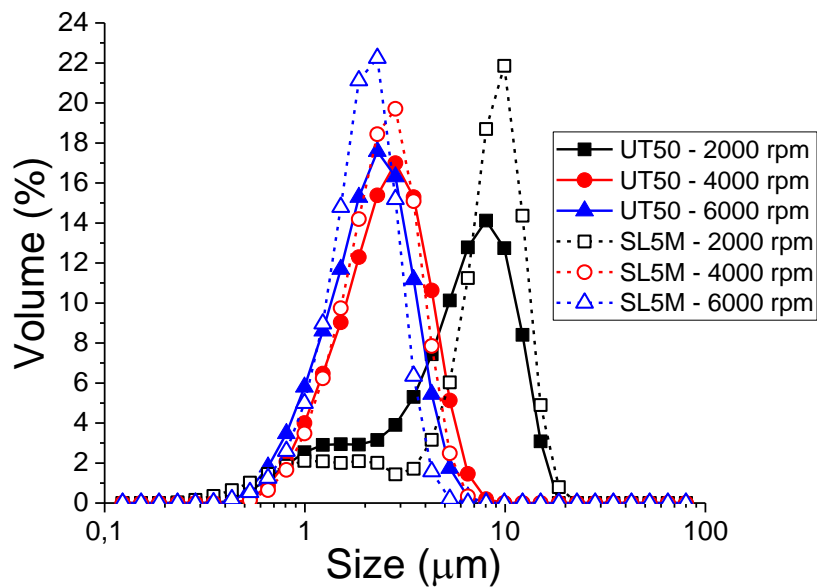 24
22
20
18
16
14
12
10
8
6
4
2
0
Volume (%)
UT50 - 2000 rpm
UT50 - 4000 rpm
UT50 - 6000 rpm
SL5M - 2000 rpm
SL5M - 4000 rpm
SL5M - 6000 rpm
0,1 1 10 100
Size (μm)